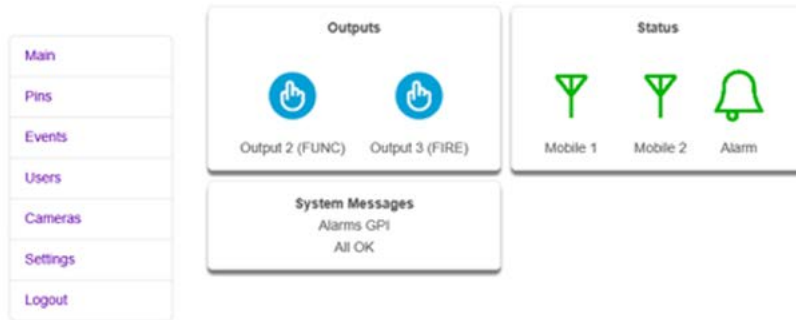 Main
Pins
Events
Users
Cameras
Settings
Logout
Outputs
Output 2 (FUNC) Output 3 (FIRE)
Status
Mobile 1 Mobile 2 Alarm
System Messages
Alarms GPI
All OK